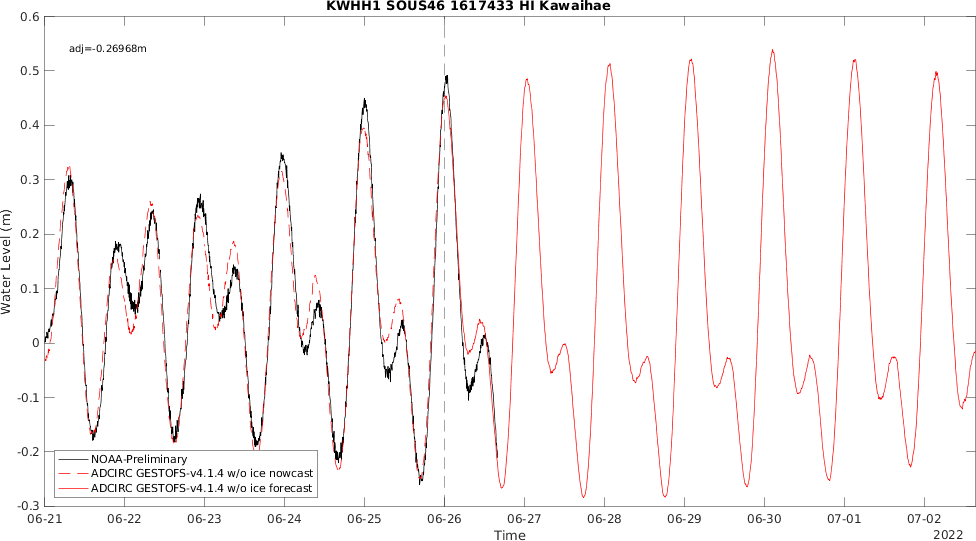 KWHH1 SOUS46 1617433 HI Kawaihae
adj=-0.26968m
0.6
0.5
0.4
0.3
0.2
0.1
0
-0.1
-0.2
-0.3
Water Level (m)
NOAA-Preliminary
ADCIRC GESTOFS-v4.1.4 w/o ice nowcast
ADCIRC GESTOFS-v4.1.4 w/o ice forecast
06-21 06-22 06-23 06-24 06-25 06-26 06-27 06-28 06-29 06-30 07-01 07-02
Time
2022